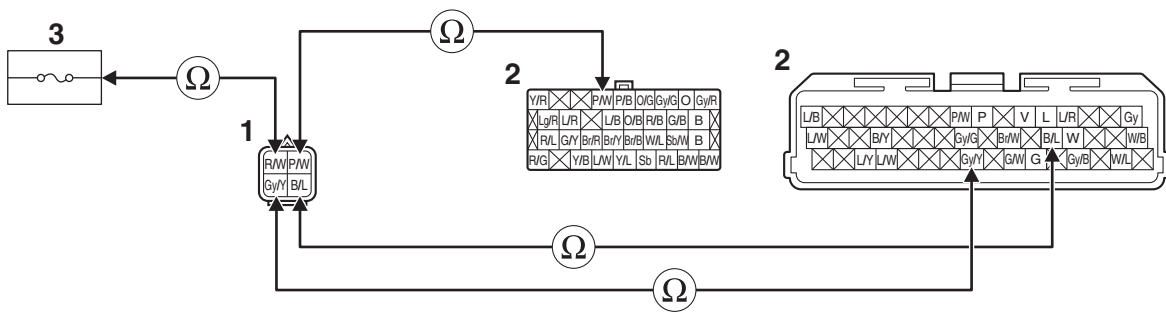 3
Ω
Ω
2
2
1
R/W P/W
Gy/Y B/L
Y/R P/W P/B O/G Gy/G O Gy/R
Lg/R L/R L/B O/B R/B G/B B
R/L G/Y Br/R Br/Y Br/B W/L Sb/W B
R/G Y/B L/W Y/L Sb R/L B/W B/W
L/B P/W P V L L/R Gy
L/W B/Y Gy/G Br/W B/L W W/B
L/Y L/W Gy/Y G/W G Gy/B W/L
Ω
Ω